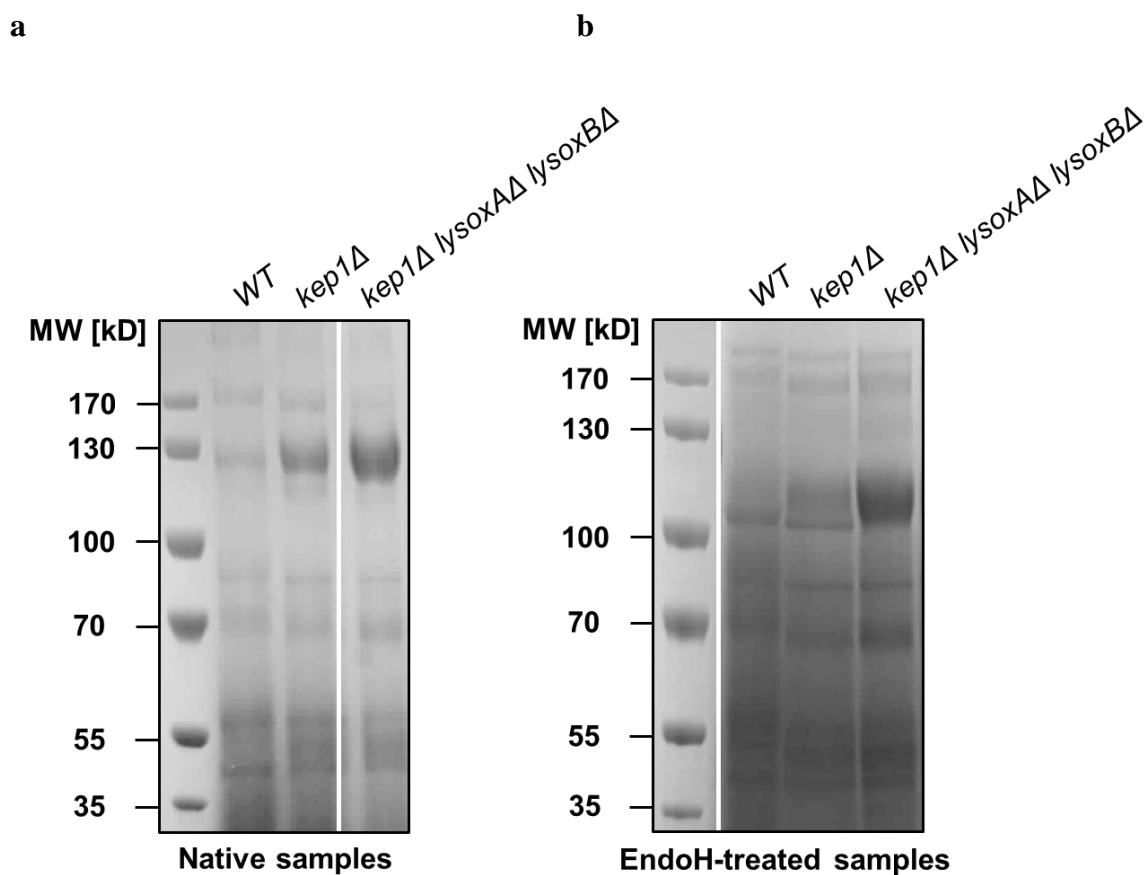 a
WT
kep1Δ
kep1Δ lysoxAΔ lysoxBΔ
MW [kD]
170
130
100
70
55
35
Native samples
b
WT
kep1Δ
kep1Δ lysoxAΔ lysoxBΔ
MW [kD]
170
130
100
70
55
35
EndoH-treated samples